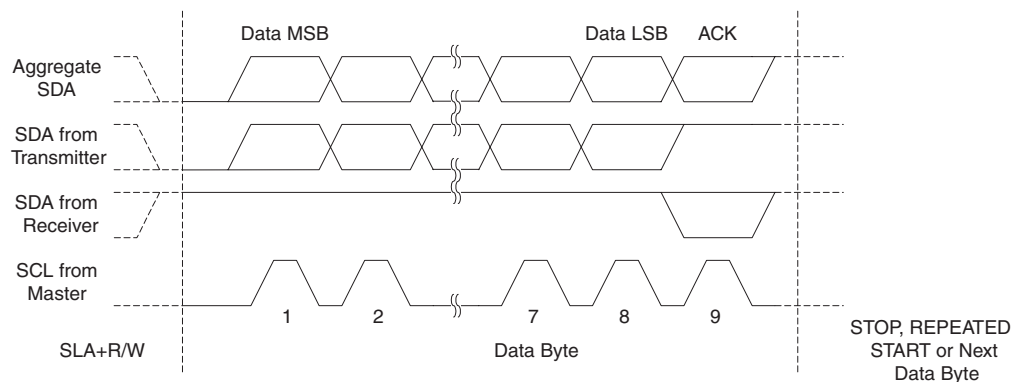 Data MSB
Data LSB
ACK
Aggregate
SDA
SDA from
Transmitter
SDA from
Receiver
SCL from
Master
1
2
7
8
9
SLA+R/W
Data Byte
STOP, REPEATED
START or Next
Data Byte